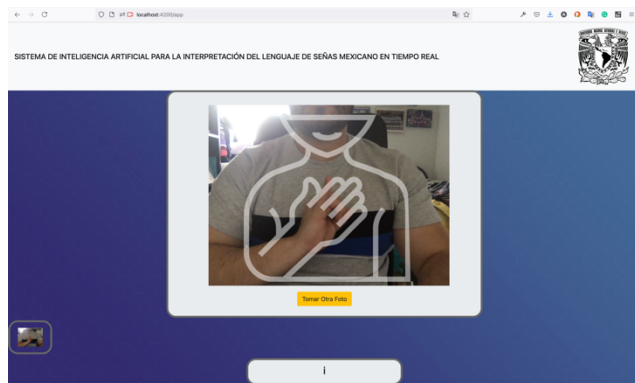 localhost:4200/app
SISTEMA DE INTELIGENCIA ARTIFICIAL PARA LA INTERPRETACIÓN DEL LENGUAJE DE SEÑAS MEXICANO EN TIEMPO REAL
Tomar Otra Foto
i